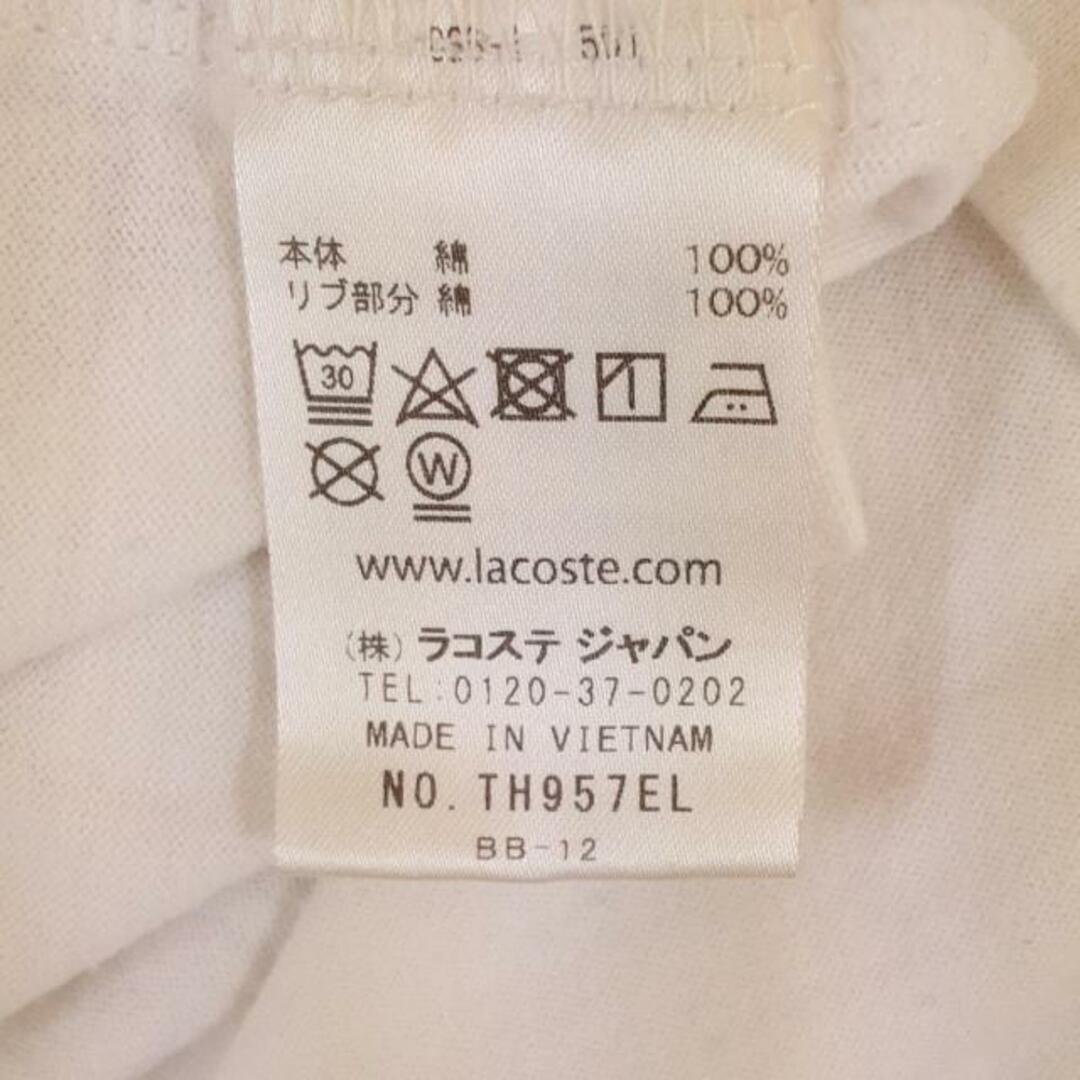 本体 綿 100%
リブ部分 綿 100%
30
W
www.lacoste.com
(株) ラコステ ジャパン
TEL:0120-37-0202
MADE IN VIETNAM
NO. TH957EL
BB-12